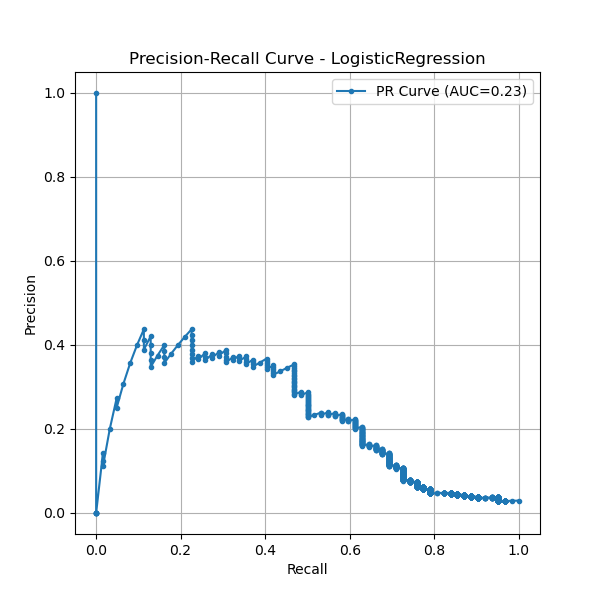 Precision-Recall Curve - LogisticRegression
PR Curve (AUC=0.23)
1.0
0.8
0.6
0.4
0.2
0.0
Precision
0.0 0.2 0.4 0.6 0.8 1.0
Recall